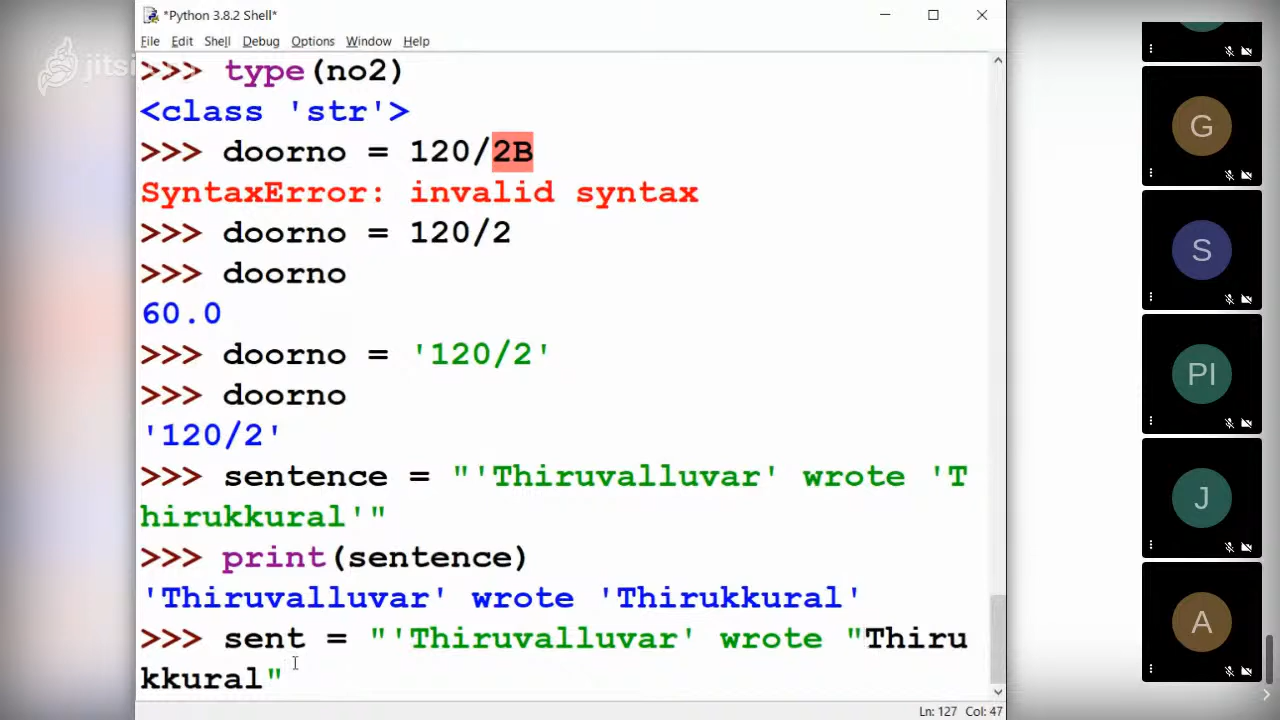 *Python 3.8.2 Shell*
File Edit Shell Debug Options Window Help
jitsi
>>> type(no2)
<class 'str'>
>>> doorno = 120/2B
SyntaxError: invalid syntax
>>> doorno = 120/2
>>> doorno
60.0
>>> doorno = '120/2'
>>> doorno
'120/2'
>>> sentence = "'Thiruvalluvar' wrote 'T
hirukkural'"
>>> print(sentence)
'Thiruvalluvar' wrote 'Thirukkural'
>>> sent = "'Thiruvalluvar' wrote "Thiru
kkural"
Ln: 127 Col: 47
G
S
PI
J
A